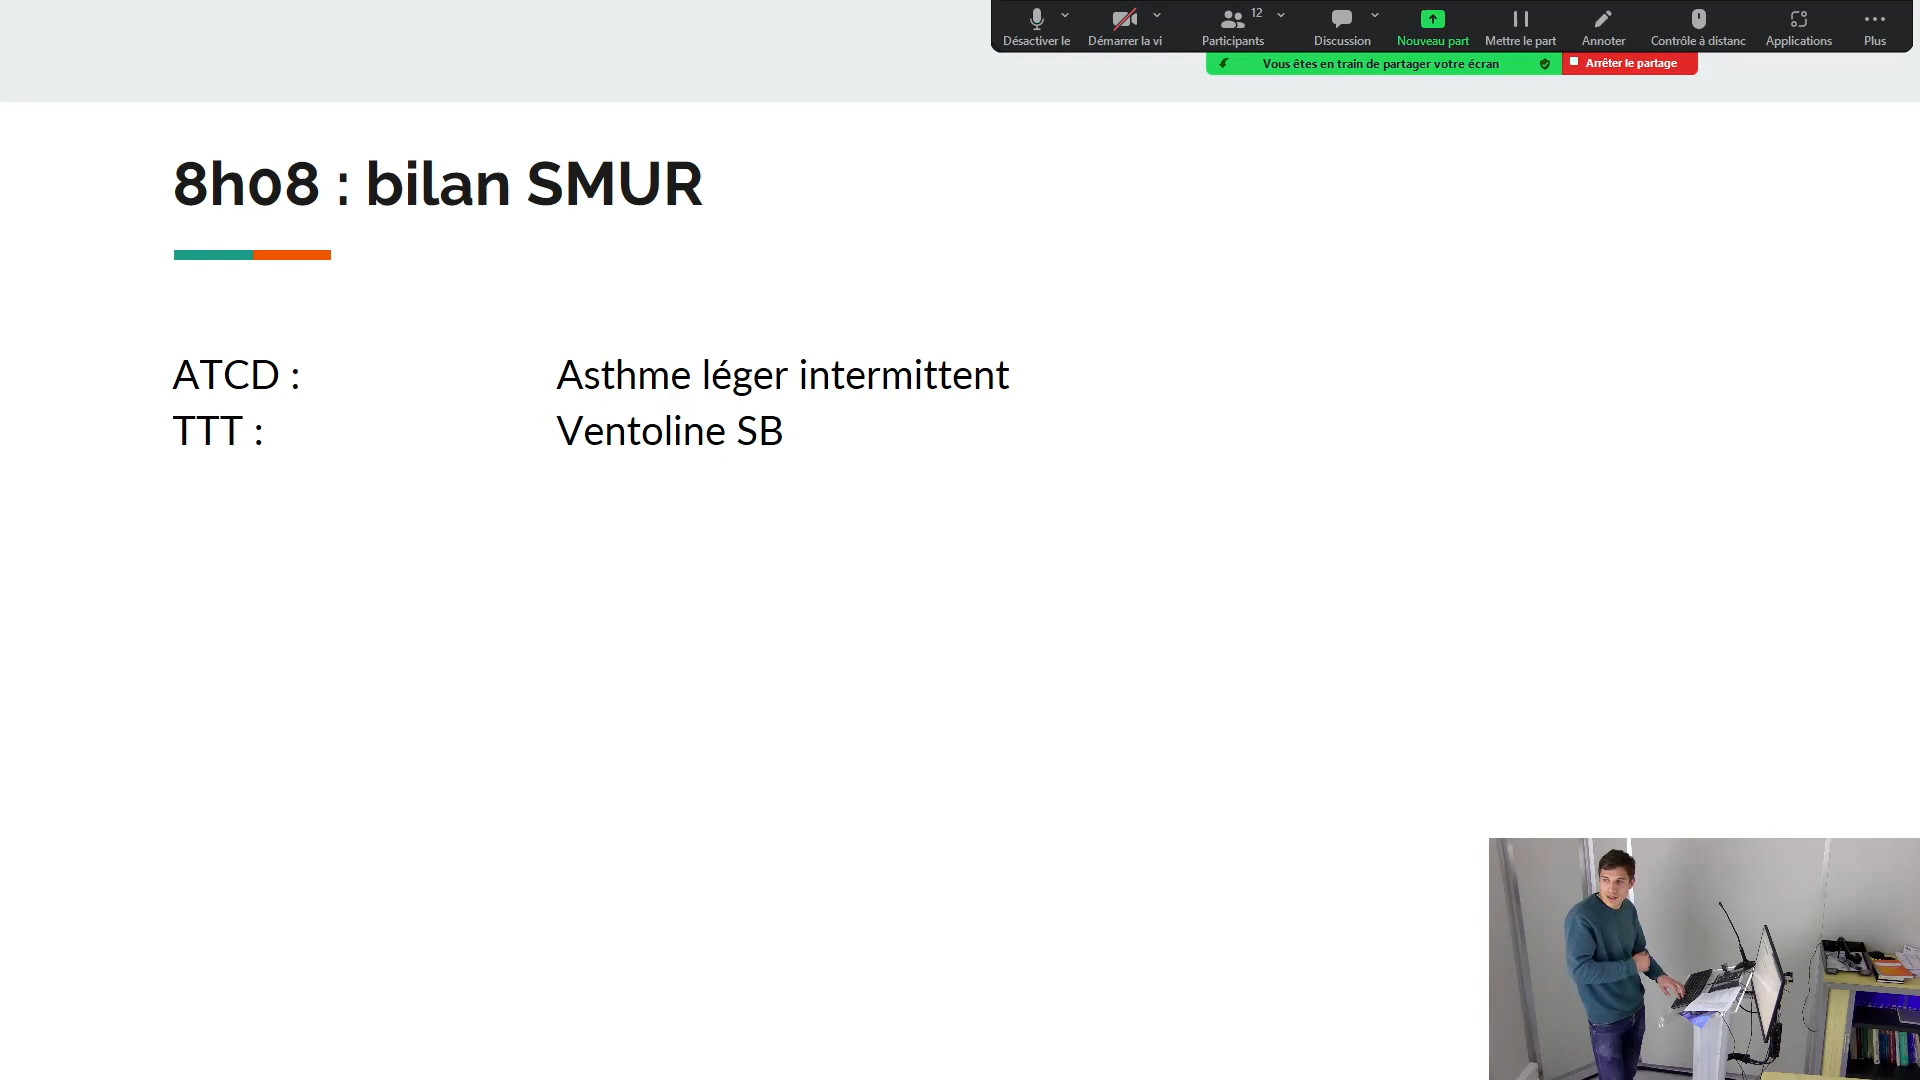 12
Désactiver le
Démarrer la vi
Participants
Discussion
Nouveau part
Mettre le part
Annoter
Contrôle à distanc
Applications
Plus
Vous êtes en train de partager votre écran
Arrêter le partage
8h08 : bilan SMUR
ATCD : Asthme léger intermittent
TTT : Ventoline SB